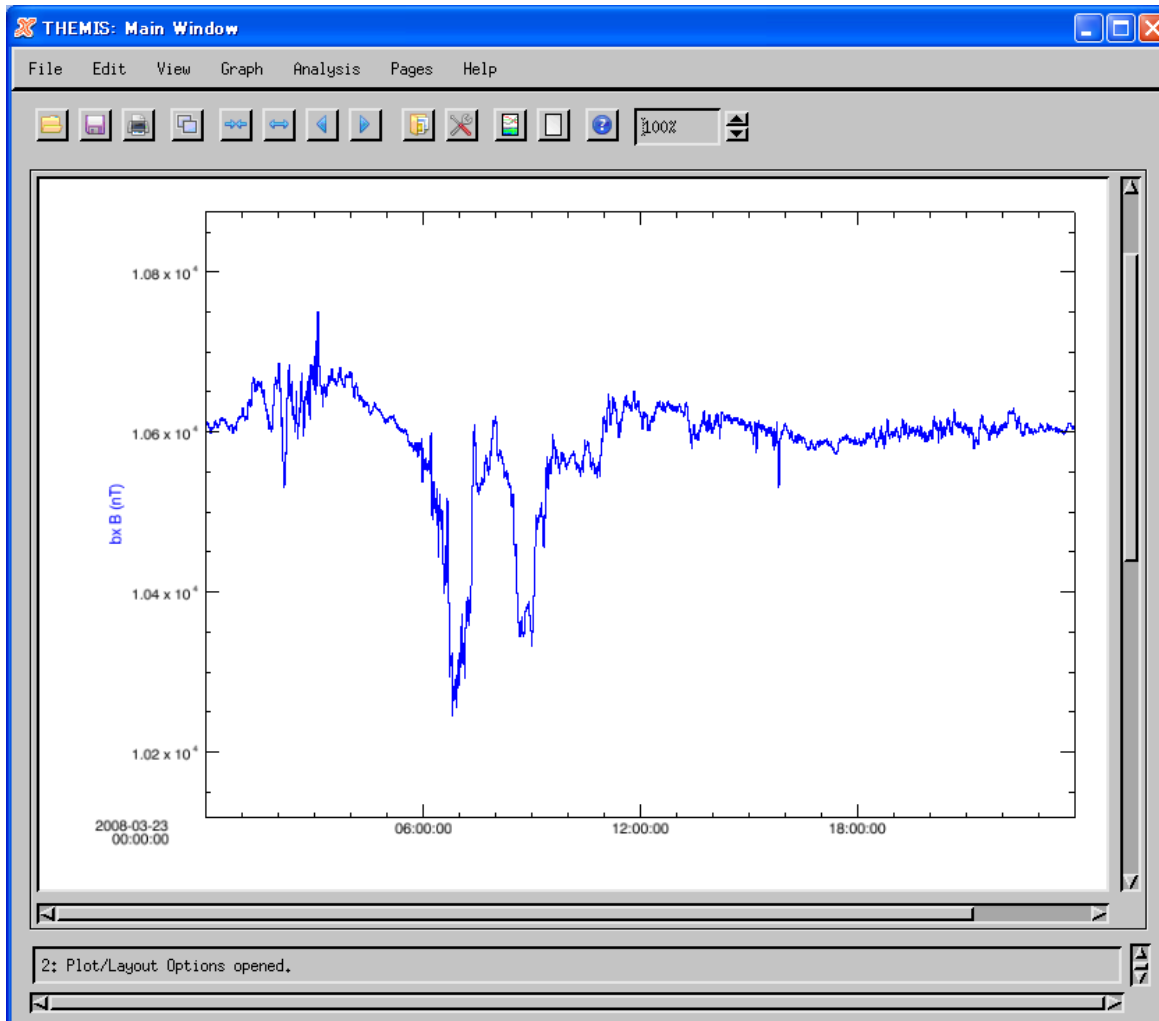 THEMIS: Main Window
File Edit View Graph Analysis Pages Help
100%
1.08 x 10⁴
1.06 x 10⁴
1.04 x 10⁴
1.02 x 10⁴
bx B (nT)
2008-03-23
00:00:00
06:00:00 12:00:00 18:00:00
2: Plot/Layout Options opened.